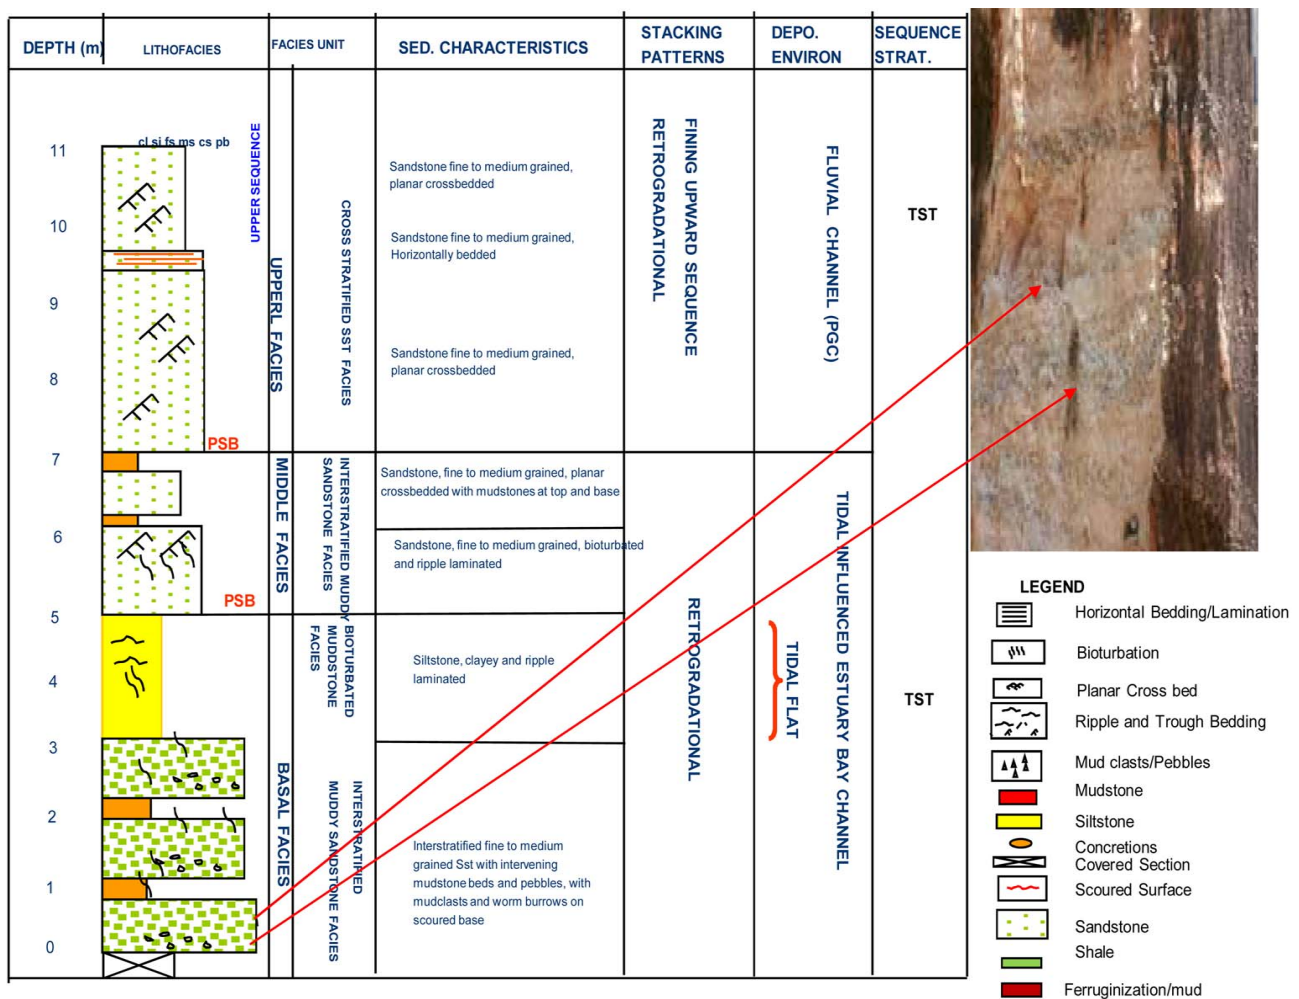 DEPTH (m)
LITHOFACIES
FACIES UNIT
SED. CHARACTERISTICS
STACKING
PATTERNS
DEPO.
ENVIRON
SEQUENCE
STRAT.
cl si fs ms cs pb
11
10
9
8
7
6
5
4
3
2
1
0
PSB
PSB
UPPER SEQUENCE
UPPERL FACIES
MIDDLE FACIES
BASAL FACIES
CROSS STRATIFIED SST FACIES
INTERSTRATIFIED MUDDY
SANDSTONE FACIES
BIOTURBATED
MUDDSTONE
FACIES
INTERSTRATIFIED
MUDDY SANDSTONE FACIES
Sandstone fine to medium grained,
planar crossbedded
Sandstone fine to medium grained,
Horizontally bedded
Sandstone fine to medium grained,
planar crossbedded
Sandstone, fine to medium grained, planar
crossbedded with mudstones at top and base
Sandstone, fine to medium grained, bioturbated
and ripple laminated
Siltstone, clayey and ripple
laminated
Interstratified fine to medium
grained Sst with intervening
mudstone beds and pebbles, with
mudclasts and worm burrows on
scoured base
FINING UPWARD SEQUENCE
RETROGRADATIONAL
RETROGRADATIONAL
FLUVIAL CHANNEL (PGC)
TIDAL INFLUENCED ESTUARY BAY CHANNEL
TIDAL FLAT
TST
TST
LEGEND
Horizontal Bedding/Lamination
Bioturbation
Planar Cross bed
Ripple and Trough Bedding
Mud clasts/Pebbles
Mudstone
Siltstone
Concretions
Covered Section
Scoured Surface
Sandstone
Shale
Ferruginization/mud